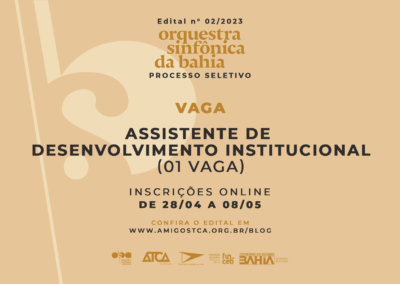 Edital nº 02/2023
orquestra
sinfônica
da bahia
PROCESSO SELETIVO
VAGA
ASSISTENTE DE
DESENVOLVIMENTO INSTITUCIONAL
(01 VAGA)
INSCRIÇÕES ONLINE
DE 28/04 A 08/05
CONFIRA O EDITAL EM
WWW.AMIGOSTCA.ORG.BR/BLOG
ATCA
BAHIA